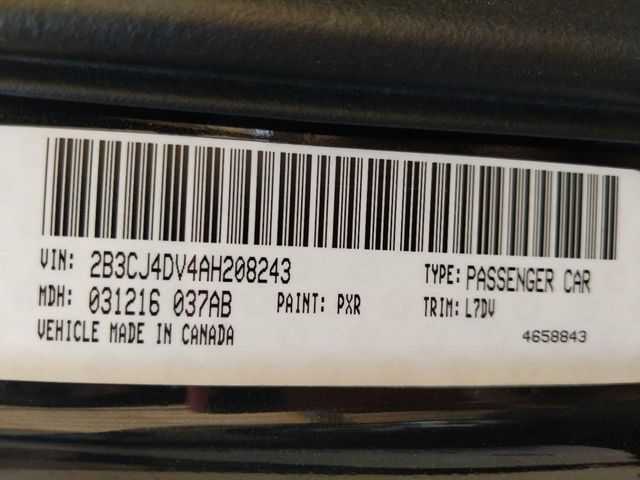 VIN: 2B3CJ4DV4AH208243 TYPE: PASSENGER CAR
MDH: 031216 037AB PAINT: PXR TRIM: L7DV
VEHICLE MADE IN CANADA 4658843